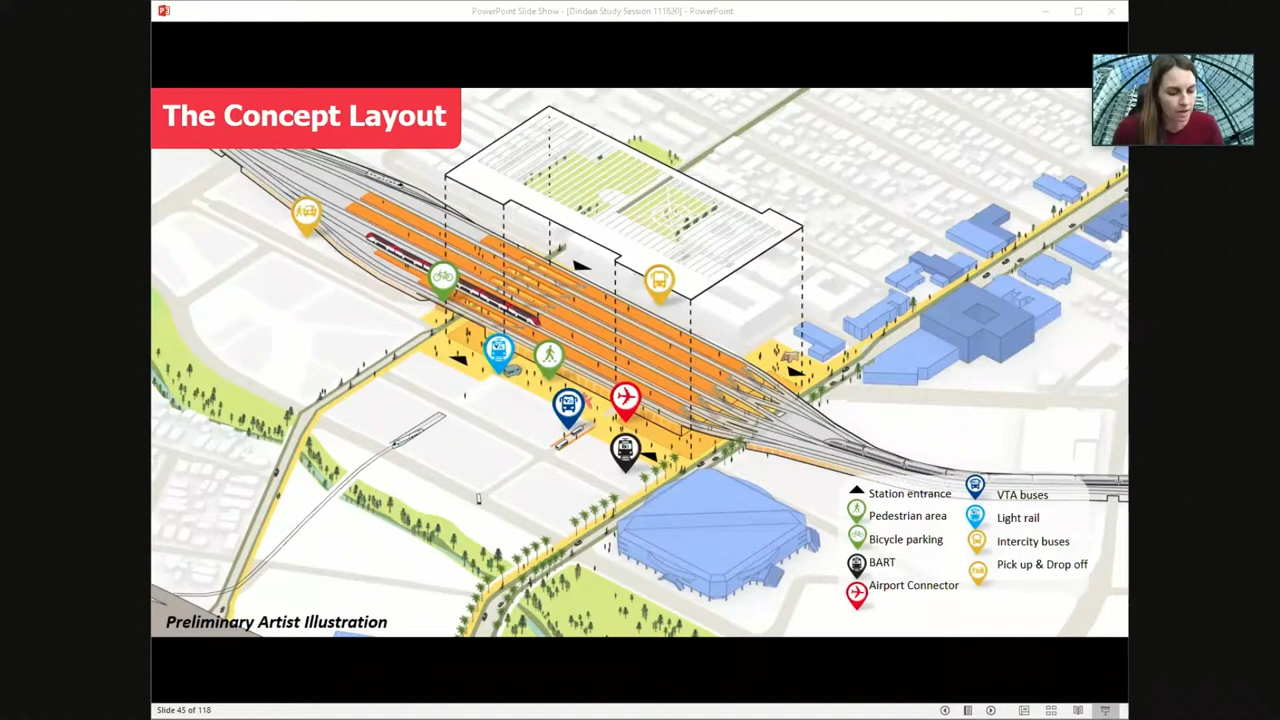 PowerPoint Slide Show - [Diridon Study Session 111620] - PowerPoint
The Concept Layout
Station entrance
Pedestrian area
Bicycle parking
BART
Airport Connector
VTA buses
Light rail
Intercity buses
Pick up & Drop off
Preliminary Artist Illustration
Slide 45 of 118